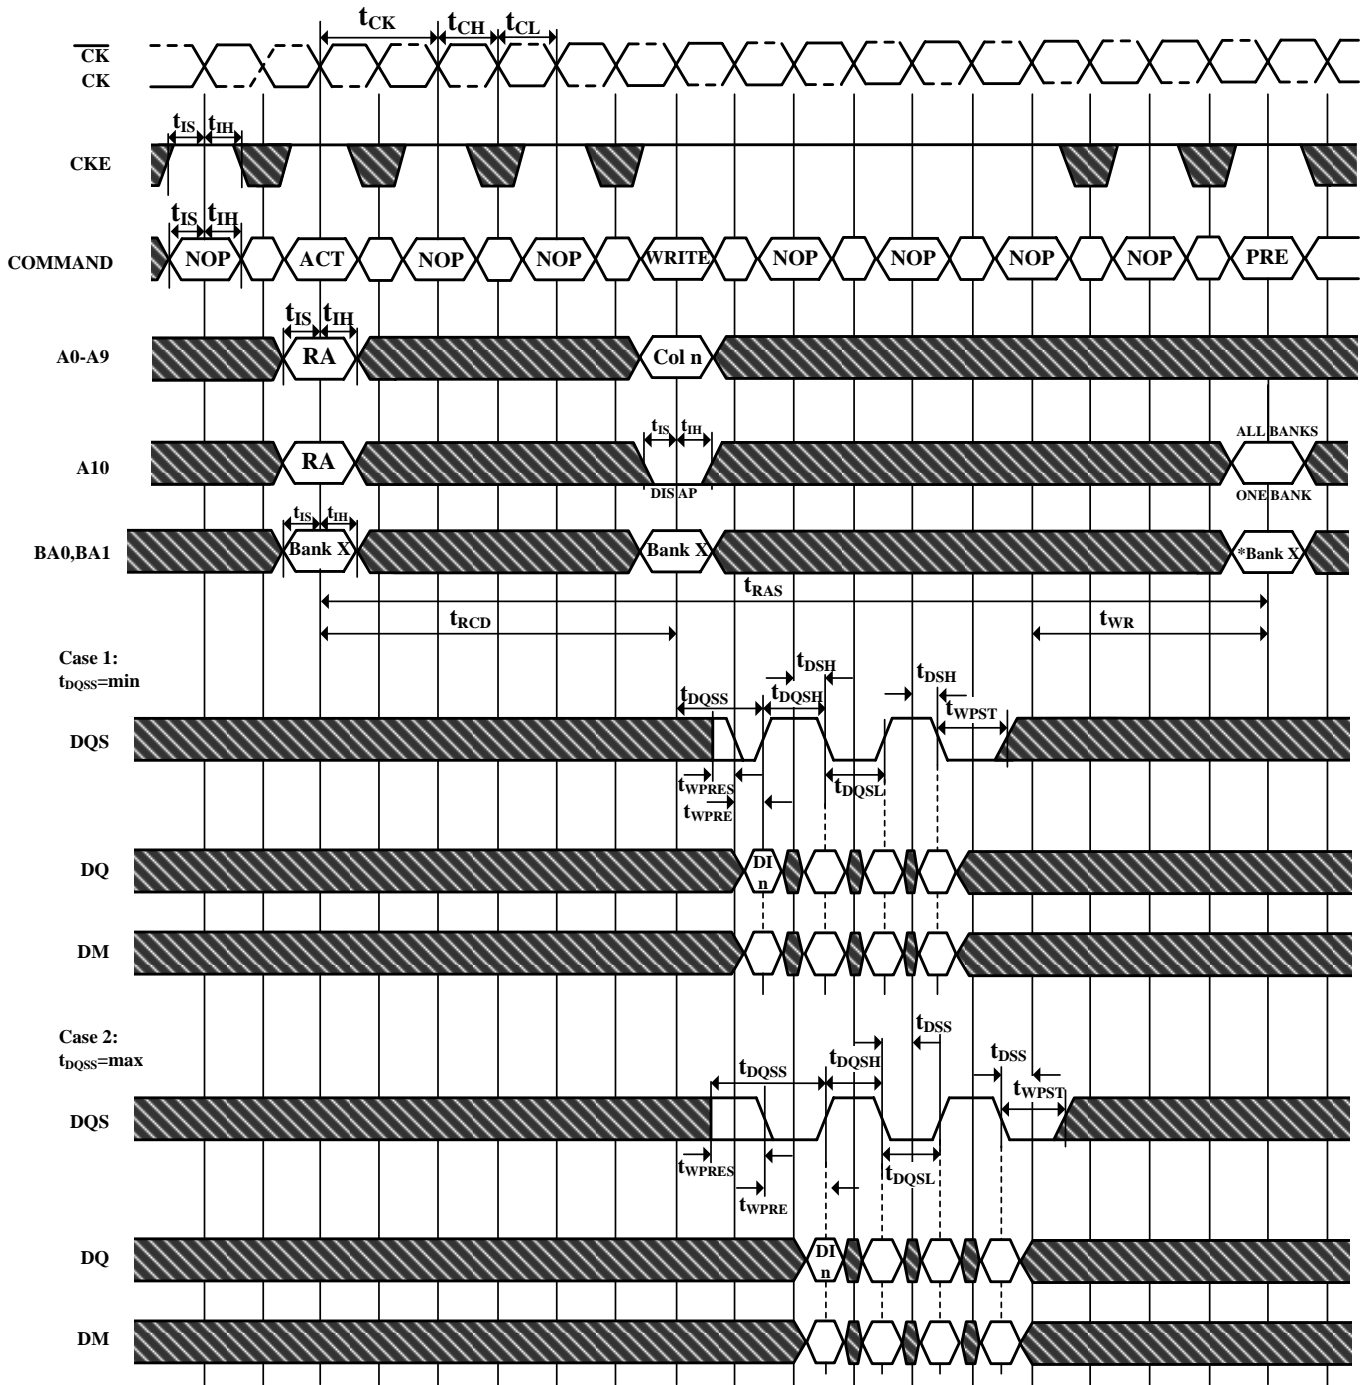 tCK tCH tCL
CK
CK
tIS tIH
CKE
tIS tIH
COMMAND NOP ACT NOP NOP WRITE NOP NOP NOP NOP PRE
tIS tIH
A0-A9 RA Col n
tIS tIH ALL BANKS
A10 RA
DIS AP ONE BANK
tIS tIH
BA0,BA1 Bank X Bank X *Bank X
tRAS
tRCD tWR
Case 1:
tDQSS=min
tDSH tDSH
tDQSS tDQSH tWPST
DQS
tWPRES tDQSL
tWPRE
DQ DI
n
DM
Case 2:
tDQSS=max
tDSS tDSS
tDQSS tDQSH tWPST
DQS
tWPRES tDQSL
tWPRE
DQ DI
n
DM